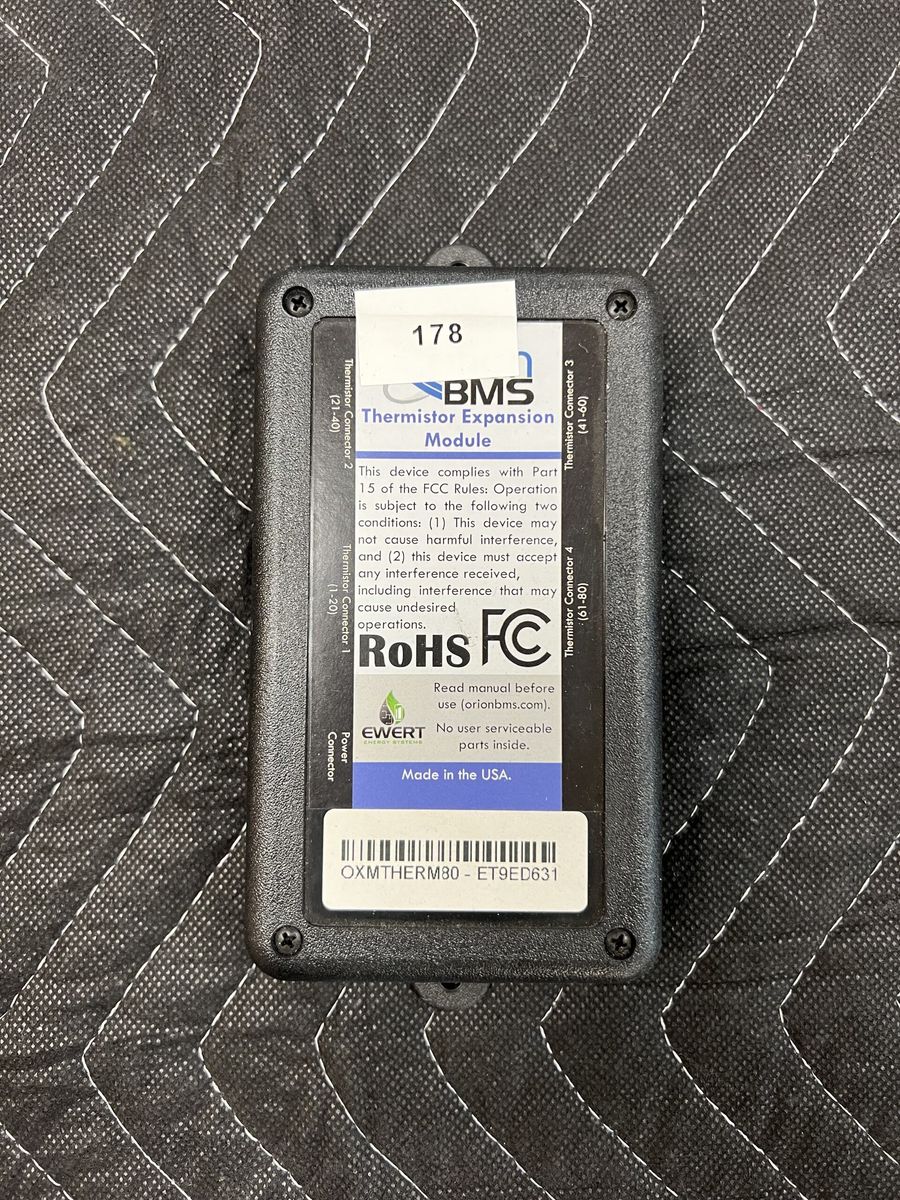 178
BMS
Thermistor Expansion
Module
This device complies with Part
15 of the FCC Rules: Operation
is subject to the following two
conditions: (1) This device may
not cause harmful interference,
and (2) this device must accept
any interference received,
including interference that may
cause undesired
operations.
RoHS FC
Read manual before
use (orionbms.com).
EWERT
ENERGY SYSTEMS
No user serviceable
parts inside.
Made in the USA.
OXMTHERM80 - ET9ED631
Thermistor Connector 2
(21-40)
Thermistor Connector 1
(1-20)
Power
Connector
Thermistor Connector 3
(41-60)
Thermistor Connector 4
(61-80)